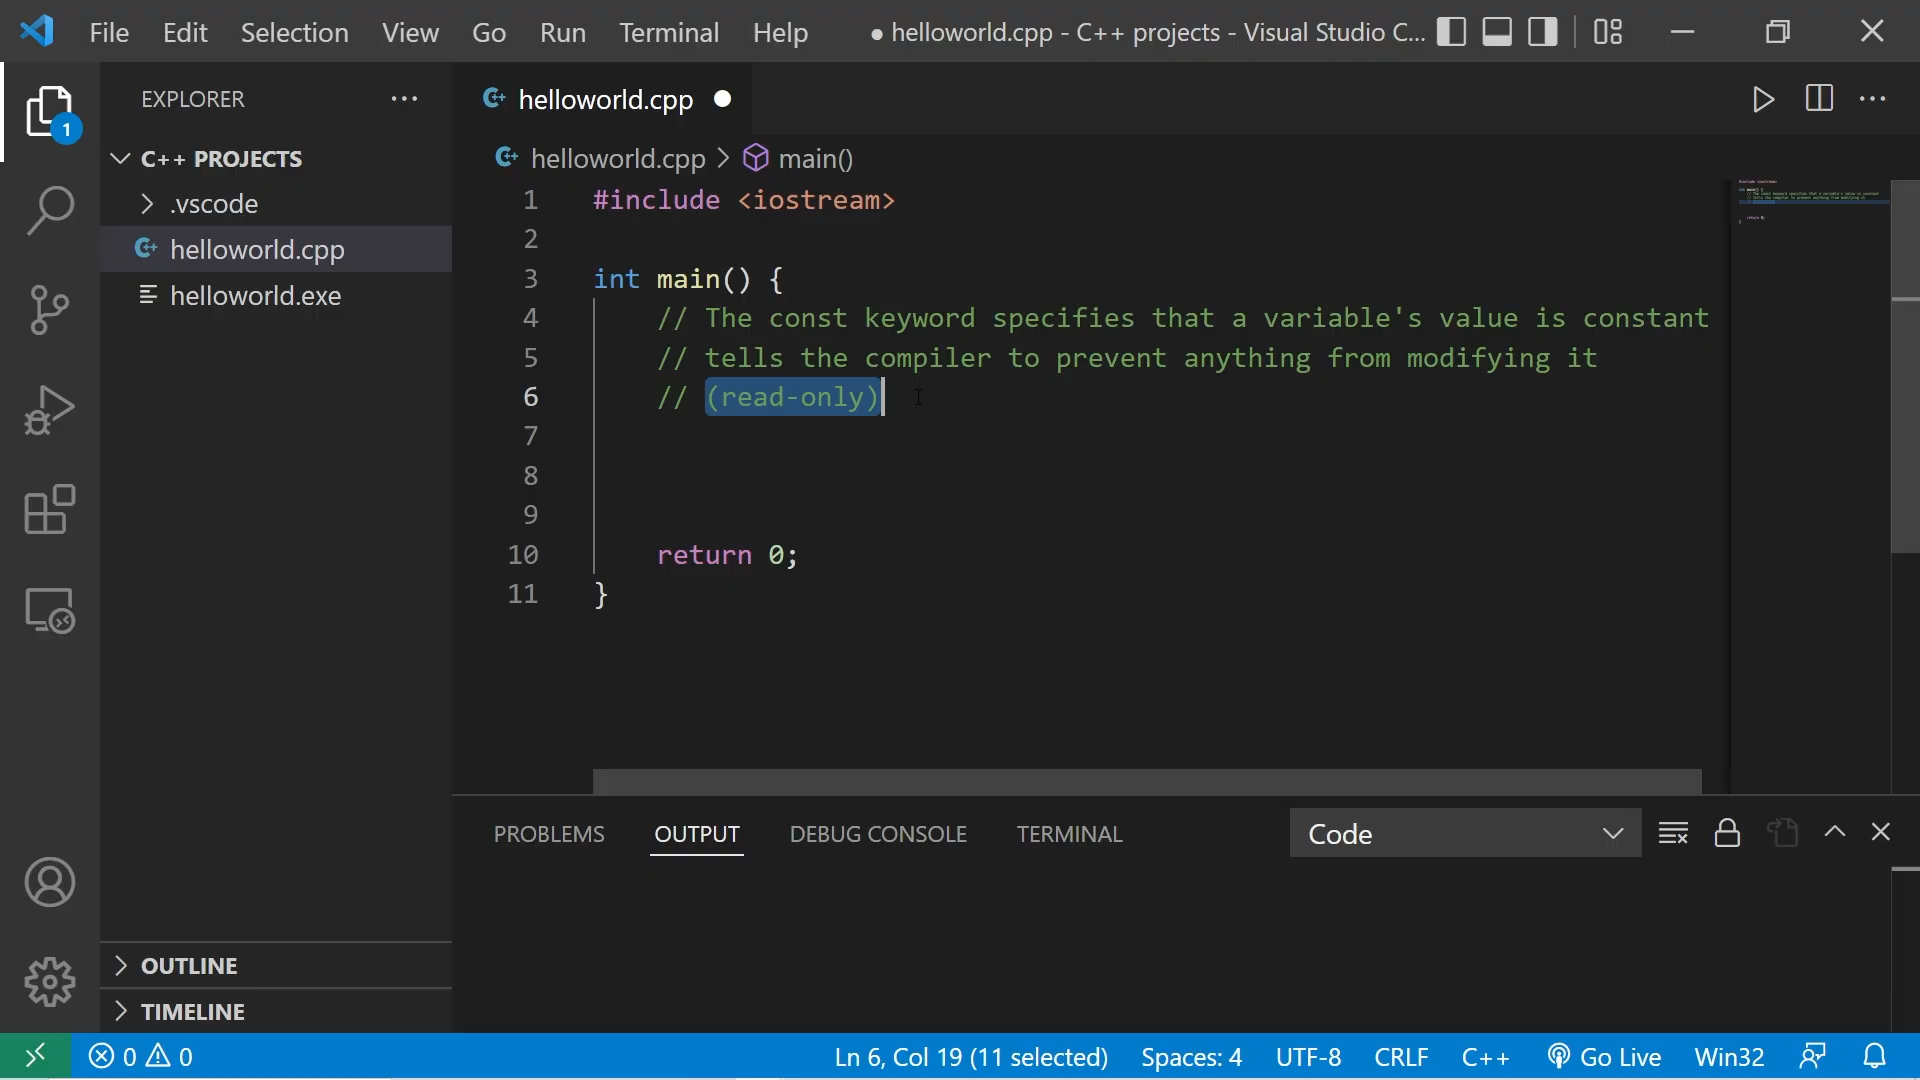 File Edit Selection View Go Run Terminal Help ● helloworld.cpp - C++ projects - Visual Studio C...
EXPLORER
1
C++ PROJECTS
.vscode
helloworld.cpp
helloworld.exe
OUTLINE
TIMELINE
helloworld.cpp
helloworld.cpp > main()
1 #include <iostream>
2
3 int main() {
4 // The const keyword specifies that a variable's value is constant
5 // tells the compiler to prevent anything from modifying it
6 // (read-only)
7
8
9
10 return 0;
11 }
PROBLEMS OUTPUT DEBUG CONSOLE TERMINAL Code
0 0 Ln 6, Col 19 (11 selected) Spaces: 4 UTF-8 CRLF C++ Go Live Win32